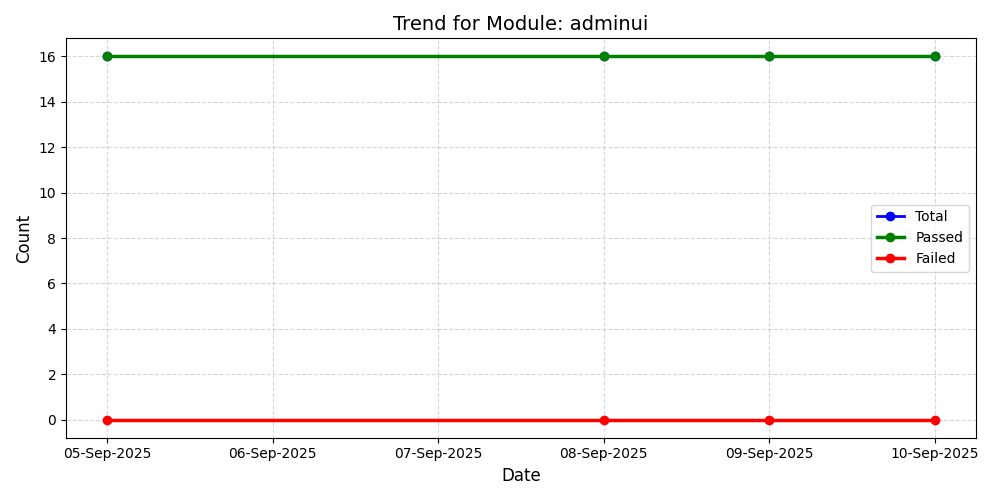 Trend for Module: adminui
16
14
12
10
8
6
4
2
0
Count
Total
Passed
Failed
05-Sep-2025 06-Sep-2025 07-Sep-2025 08-Sep-2025 09-Sep-2025 10-Sep-2025
Date